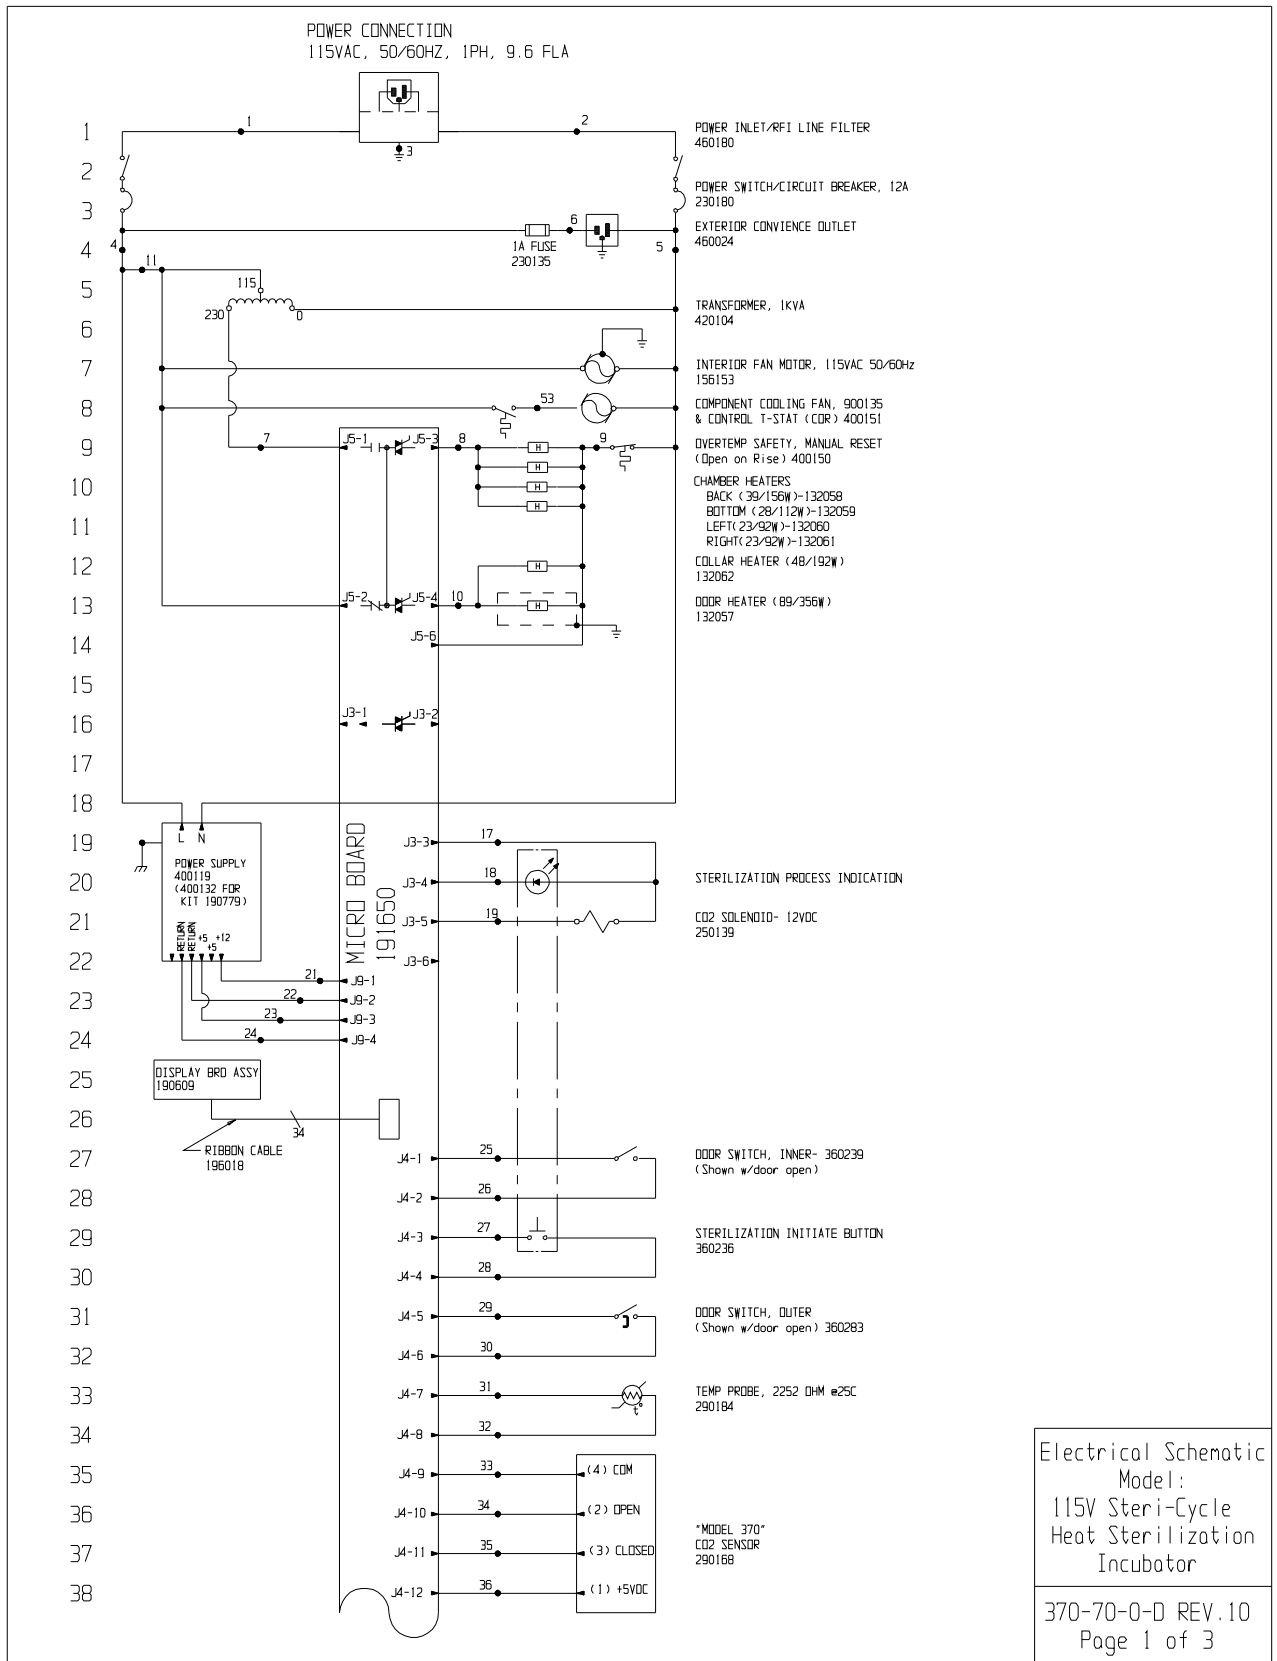 POWER CONNECTION
115VAC, 50/60HZ, 1PH, 9.6 FLA
1
1
2
POWER INLET/RFI LINE FILTER
460180
3
2
POWER SWITCH/CIRCUIT BREAKER, 12A
230180
3
6
EXTERIOR CONVIENCE OUTLET
460024
4
4
1A FUSE
230135
5
11
5
115
230
0
TRANSFORMER, 1KVA
420104
6
7
INTERIOR FAN MOTOR, 115VAC 50/60Hz
156153
8
53
COMPONENT COOLING FAN, 900135
& CONTROL T-STAT (COR) 400151
9
7
J5-1
J5-3
8
H
9
OVERTEMP SAFETY, MANUAL RESET
(Open on Rise) 400150
H
10
H
CHAMBER HEATERS
BACK (39/156W)-132058
BOTTOM (28/112W)-132059
LEFT(23/92W)-132060
RIGHT(23/92W)-132061
H
11
12
H
COLLAR HEATER (48/192W)
132062
13
J5-2
J5-4
10
H
DOOR HEATER (89/356W)
132057
14
J5-6
15
16
J3-1
J3-2
17
18
19
L N
J3-3
17
POWER SUPPLY
400119
(400132 FOR
KIT 190779)
MICRO BOARD
191650
20
J3-4
18
STERILIZATION PROCESS INDICATION
21
J3-5
19
CO2 SOLENOID- 12VDC
250139
RETURN
RETURN
+5
+5
+12
22
J3-6
21
J9-1
23
22
J9-2
23
J9-3
24
24
J9-4
25
DISPLAY BRD ASSY
190609
26
34
RIBBON CABLE
196018
27
J4-1
25
DOOR SWITCH, INNER- 360239
(Shown w/door open)
28
J4-2
26
29
J4-3
27
STERILIZATION INITIATE BUTTON
360236
30
J4-4
28
31
J4-5
29
DOOR SWITCH, OUTER
(Shown w/door open) 360283
32
J4-6
30
33
J4-7
31
t°
TEMP PROBE, 2252 OHM @25C
290184
34
J4-8
32
35
J4-9
33
(4) COM
36
J4-10
34
(2) OPEN
37
J4-11
35
(3) CLOSED
"MODEL 370"
CO2 SENSOR
290168
38
J4-12
36
(1) +5VDC
Electrical Schematic
Model:
115V Steri-Cycle
Heat Sterilization
Incubator
370-70-0-D REV.10
Page 1 of 3